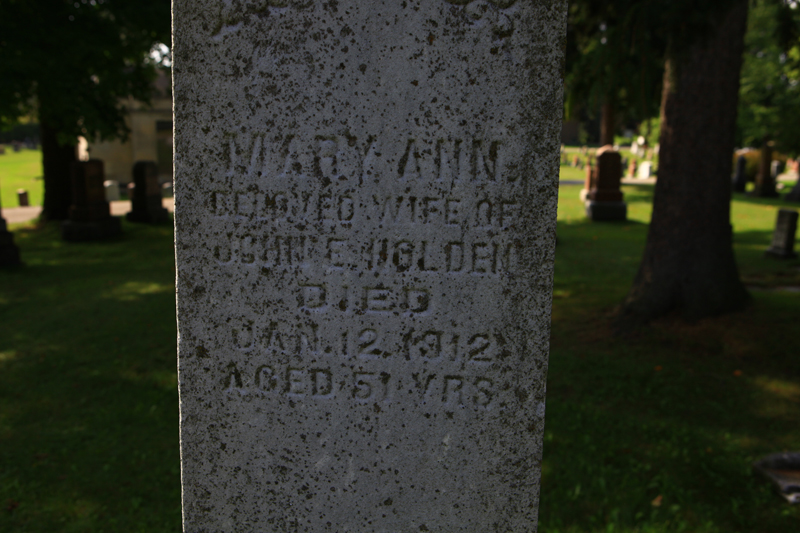 MARY ANN
BELOVED WIFE OF
JOHN E. HOLDEN
DIED
JAN. 12, 1912
AGED 51 YRS.